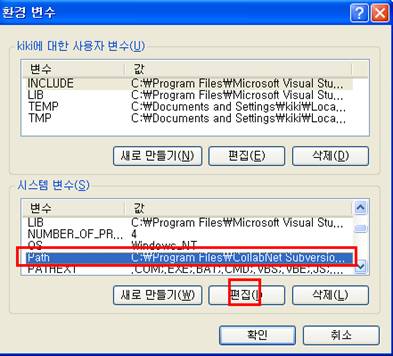 환경 변수
kiki에 대한 사용자 변수(U)
변수 값
INCLUDE C:₩Program Files₩Microsoft Visual Stu...
LIB C:₩Program Files₩Microsoft Visual Stu...
TEMP C:₩Documents and Settings₩kiki₩Loca...
TMP C:₩Documents and Settings₩kiki₩Loca...
새로 만들기(N) 편집(E) 삭제(D)
시스템 변수(S)
변수 값
LIB C:₩Program Files₩Microsoft Visual Stu...
NUMBER_OF_PR... 4
OS Windows_NT
Path C:₩Program Files₩CollabNet Subversio...
PATHEXT .COM;.EXE;.BAT;.CMD;.VBS;.VBE;.JS;...
새로 만들기(W) 편집(I) 삭제(L)
확인 취소